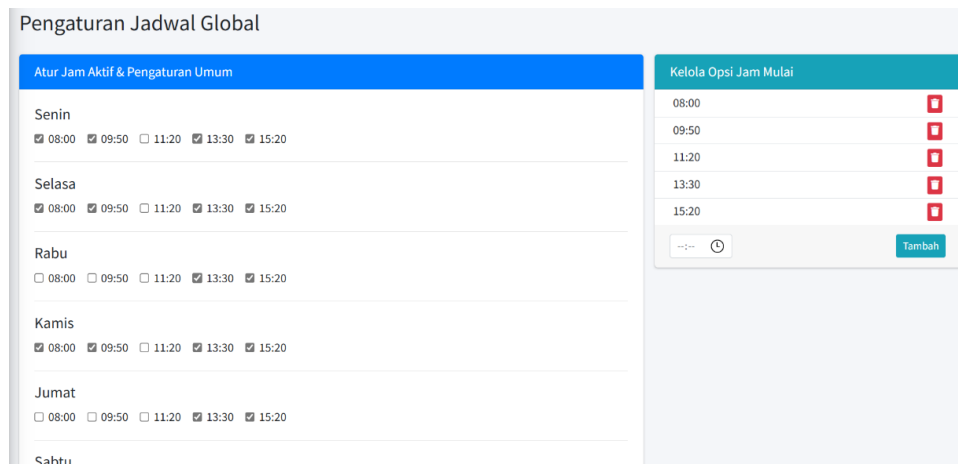 Pengaturan Jadwal Global
Atur Jam Aktif & Pengaturan Umum
Senin
08:00 09:50 11:20 13:30 15:20
Selasa
08:00 09:50 11:20 13:30 15:20
Rabu
08:00 09:50 11:20 13:30 15:20
Kamis
08:00 09:50 11:20 13:30 15:20
Jumat
08:00 09:50 11:20 13:30 15:20
Sabtu
Kelola Opsi Jam Mulai
08:00
09:50
11:20
13:30
15:20
--:-- Tambah